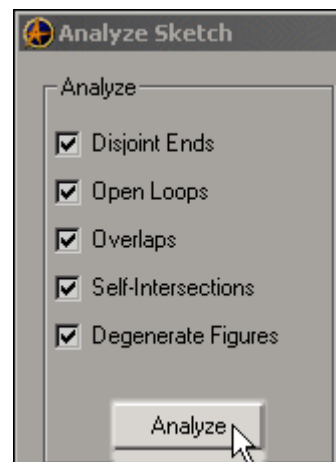 Analyze Sketch
Analyze
Disjoint Ends
Open Loops
Overlaps
Self-Intersections
Degenerate Figures
Analyze